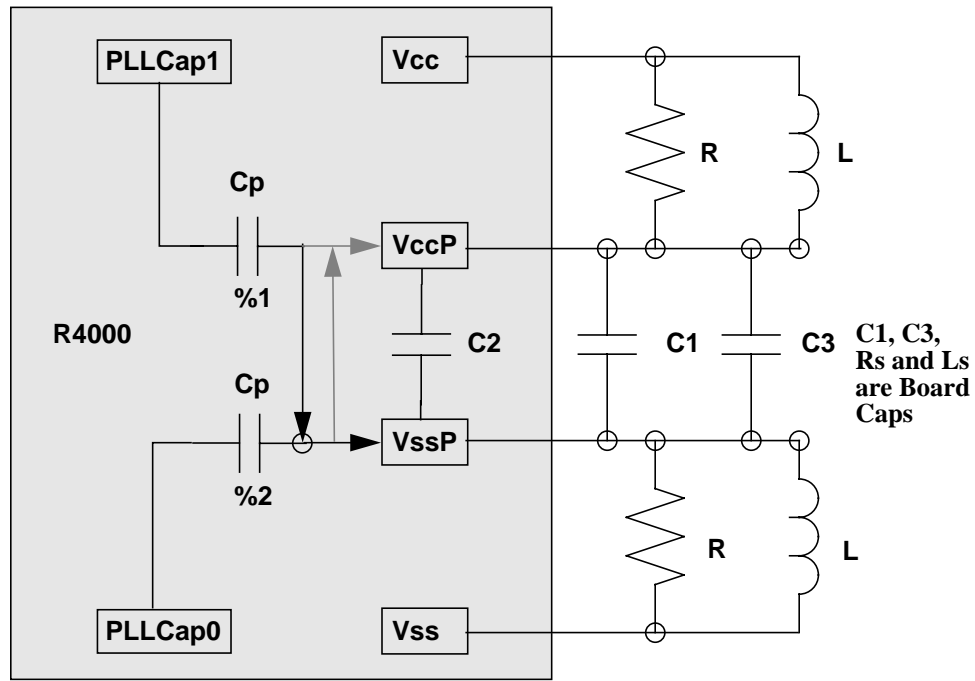 PLLCap1
Vcc
R
L
Cp
VccP
%1
R4000
C2
C1
C3
C1, C3,
Rs and Ls
are Board
Caps
Cp
VssP
%2
R
L
PLLCap0
Vss